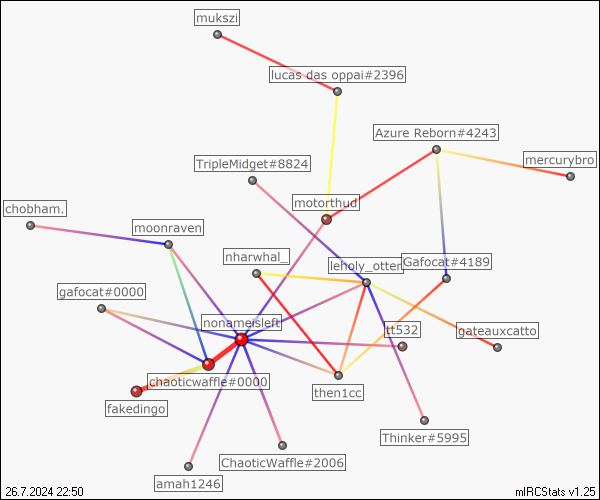 mukszi
lucas das oppai#2396
Azure Reborn#4243
TripleMidget#8824
mercurybro
motorthud
chobham.
moonraven
nharwhal_
leholy_otter
Gafocat#4189
gafocat#0000
nonameisleft
tt532
gateauxcatto
chaoticwaffle#0000
then1cc
fakedingo
Thinker#5995
ChaoticWaffle#2006
amah1246
26.7.2024 22:50
mIRCStats v1.25